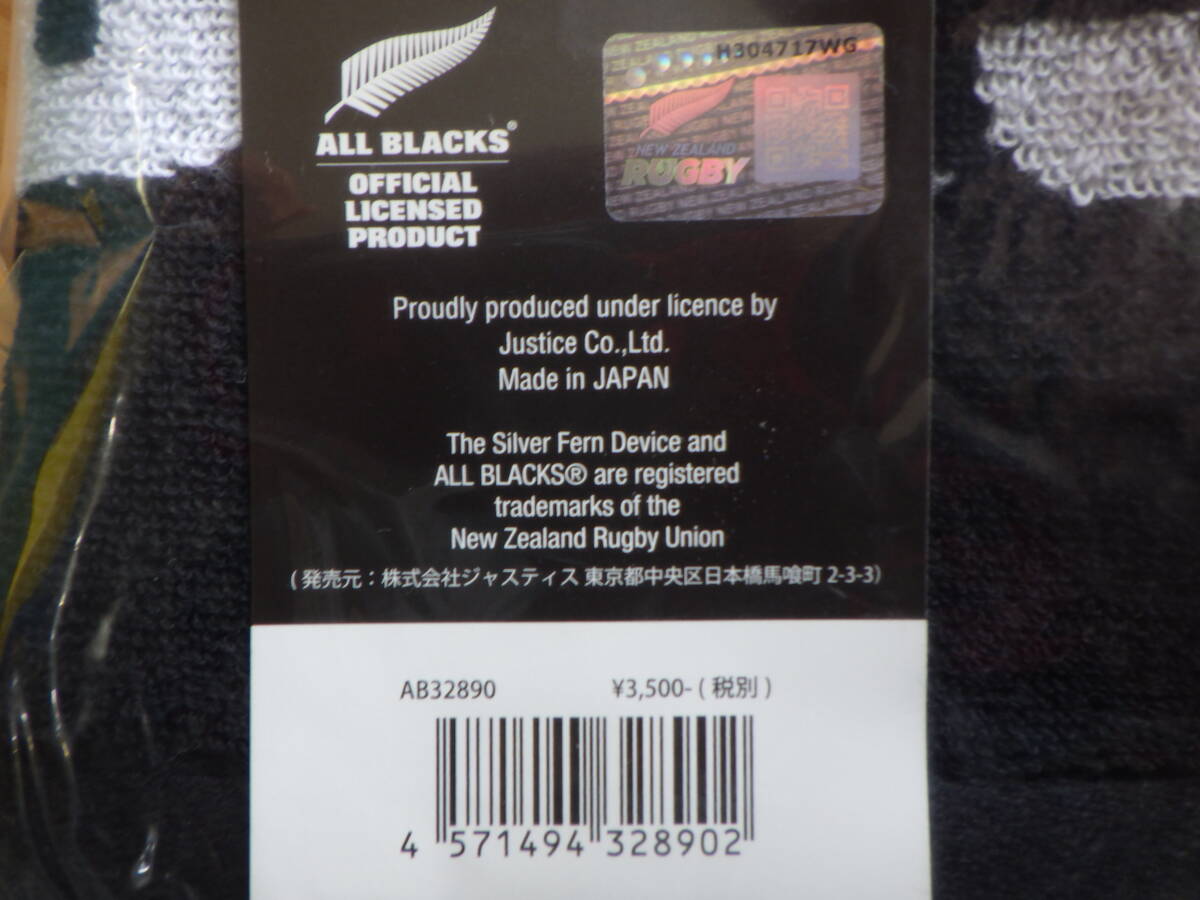 ALL BLACKS®
OFFICIAL
LICENSED
PRODUCT
H304717WG
NEW ZEALAND
RUGBY
Proudly produced under licence by
Justice Co.,Ltd.
Made in JAPAN
The Silver Fern Device and
ALL BLACKS® are registered
trademarks of the
New Zealand Rugby Union
(発売元：株式会社ジャスティス 東京都中央区日本橋馬喰町 2-3-3)
AB32890 ¥3,500- ( 税別 )
4 571494 328902